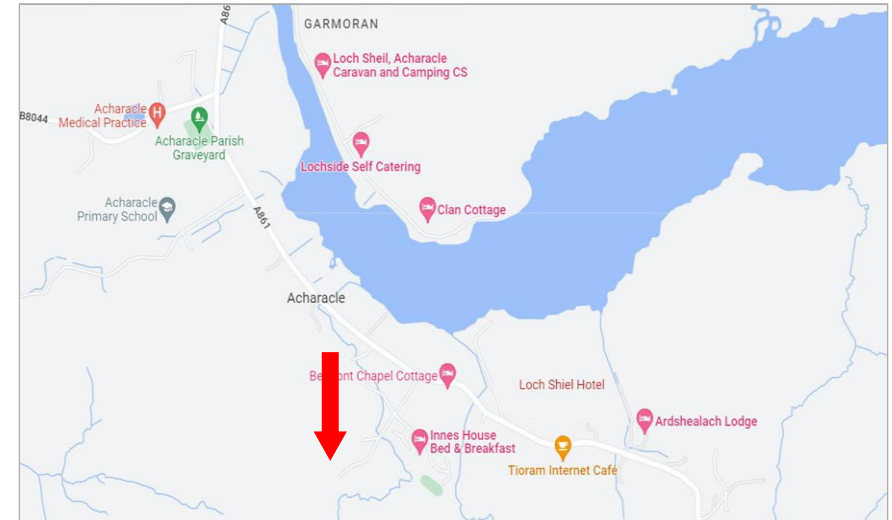 A86
GARMORAN
Loch Sheil, Acharacle
Caravan and Camping CS
B8044
Acharacle
Medical Practice
Acharacle Parish
Graveyard
Lochside Self Catering
Acharacle
Primary School
Clan Cottage
A861
Acharacle
Chapel Cottage
Loch Shiel Hotel
Ardshealach Lodge
Innes House
Bed & Breakfast
Tioram Internet Cafe